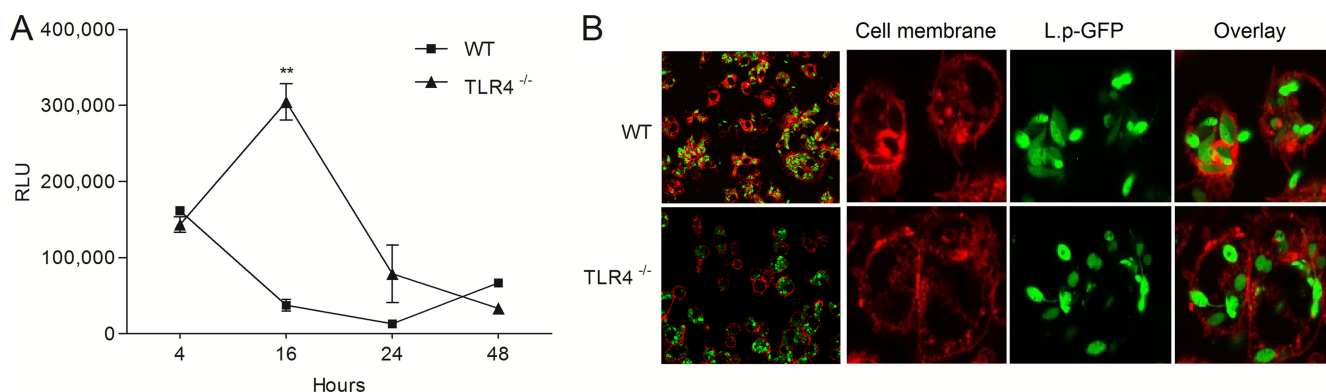 A
400,000
300,000
200,000
100,000
0
RLU
4 16 24 48
Hours
**
WT
TLR4 -/-
B
Cell membrane L.p-GFP Overlay
WT
TLR4 -/-